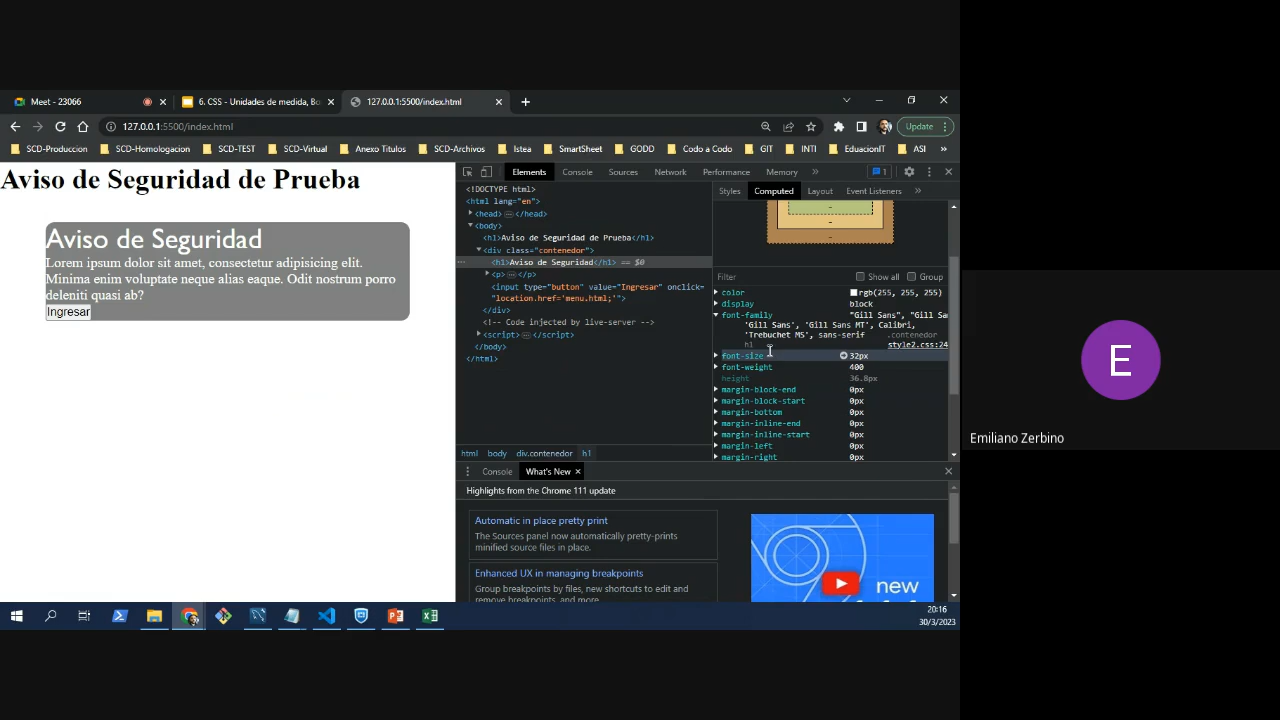 Meet - 23066
6. CSS - Unidades de medida, Bo
127.0.0.1:5500/index.html
127.0.0.1:5500/index.html
Update
SCD-Produccion SCD-Homologacion SCD-TEST SCD-Virtual Anexo Titulos SCD-Archivos Istea SmartSheet GODD Codo a Codo GIT INTI EduacionIT ASI »
Aviso de Seguridad de Prueba
Aviso de Seguridad
Lorem ipsum dolor sit amet, consectetur adipisicing elit.
Minima enim voluptate neque alias eaque. Odit nostrum porro
deleniti quasi ab?
Ingresar
Elements Console Sources Network Performance Memory » 1
<!DOCTYPE html>
<html lang="en">
<head> … </head>
<body>
<h1>Aviso de Seguridad de Prueba</h1>
<div class="contenedor">
… <h1>Aviso de Seguridad</h1> == $0
<p> … </p>
<input type="button" value="Ingresar" onclick=
"location.href='menu.html;'">
</div>
<!-- Code injected by live-server -->
<script> … </script>
</body>
</html>
html body div.contenedor h1
Styles Computed Layout Event Listeners »
-
-
Filter Show all Group
color rgb(255, 255, 255)
display block
font-family "Gill Sans", "Gill San
'Gill Sans', 'Gill Sans MT', Calibri,
'Trebuchet MS', sans-serif .contenedor
h1 style2.css:24
font-size 32px
font-weight 400
height 36.8px
margin-block-end 0px
margin-block-start 0px
margin-bottom 0px
margin-inline-end 0px
margin-inline-start 0px
margin-left 0px
margin-right 0px
Console What's New
Highlights from the Chrome 111 update
Automatic in place pretty print
The Sources panel now automatically pretty-prints
minified source files in place.
Enhanced UX in managing breakpoints
Group breakpoints by files, new shortcuts to edit and
remove breakpoints, and more.
new
20:16
30/3/2023
E
Emiliano Zerbino